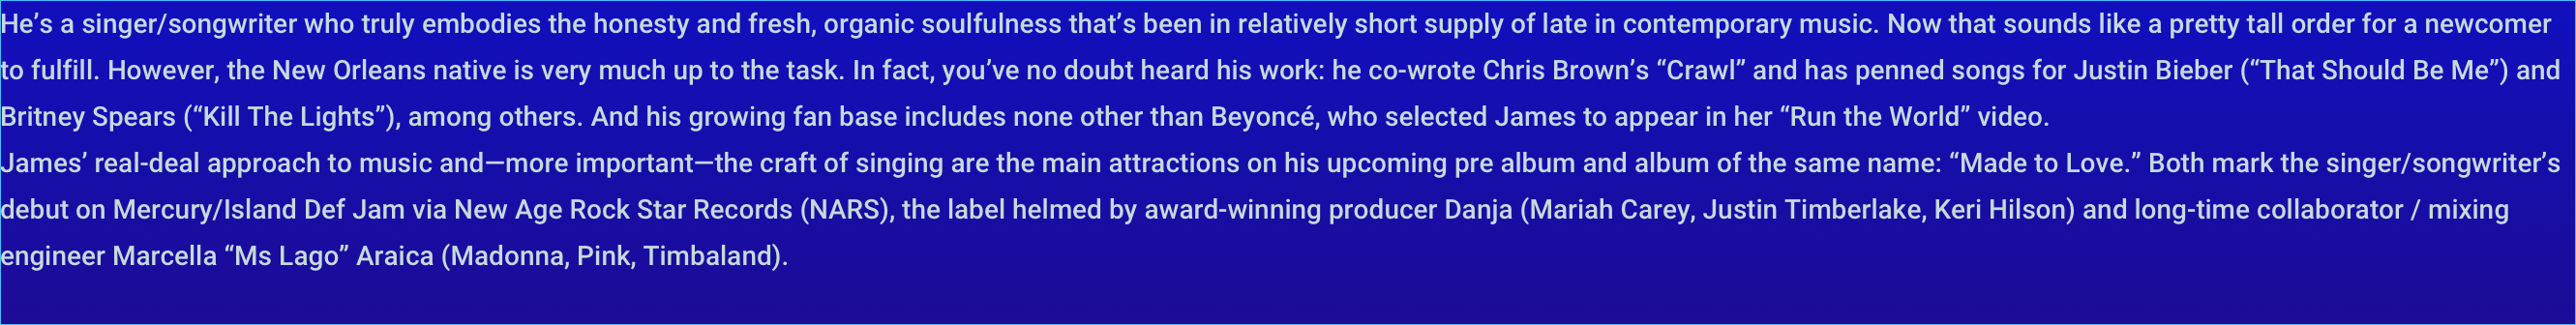 He’s a singer/songwriter who truly embodies the honesty and fresh, organic soulfulness that’s been in relatively short supply of late in contemporary music. Now that sounds like a pretty tall order for a newcomer
to fulfill. However, the New Orleans native is very much up to the task. In fact, you’ve no doubt heard his work: he co-wrote Chris Brown’s “Crawl” and has penned songs for Justin Bieber (“That Should Be Me”) and
Britney Spears (“Kill The Lights”), among others. And his growing fan base includes none other than Beyoncé, who selected James to appear in her “Run the World” video.
James’ real-deal approach to music and—more important—the craft of singing are the main attractions on his upcoming pre album and album of the same name: “Made to Love.” Both mark the singer/songwriter’s
debut on Mercury/Island Def Jam via New Age Rock Star Records (NARS), the label helmed by award-winning producer Danja (Mariah Carey, Justin Timberlake, Keri Hilson) and long-time collaborator / mixing
engineer Marcella “Ms Lago” Araica (Madonna, Pink, Timbaland).